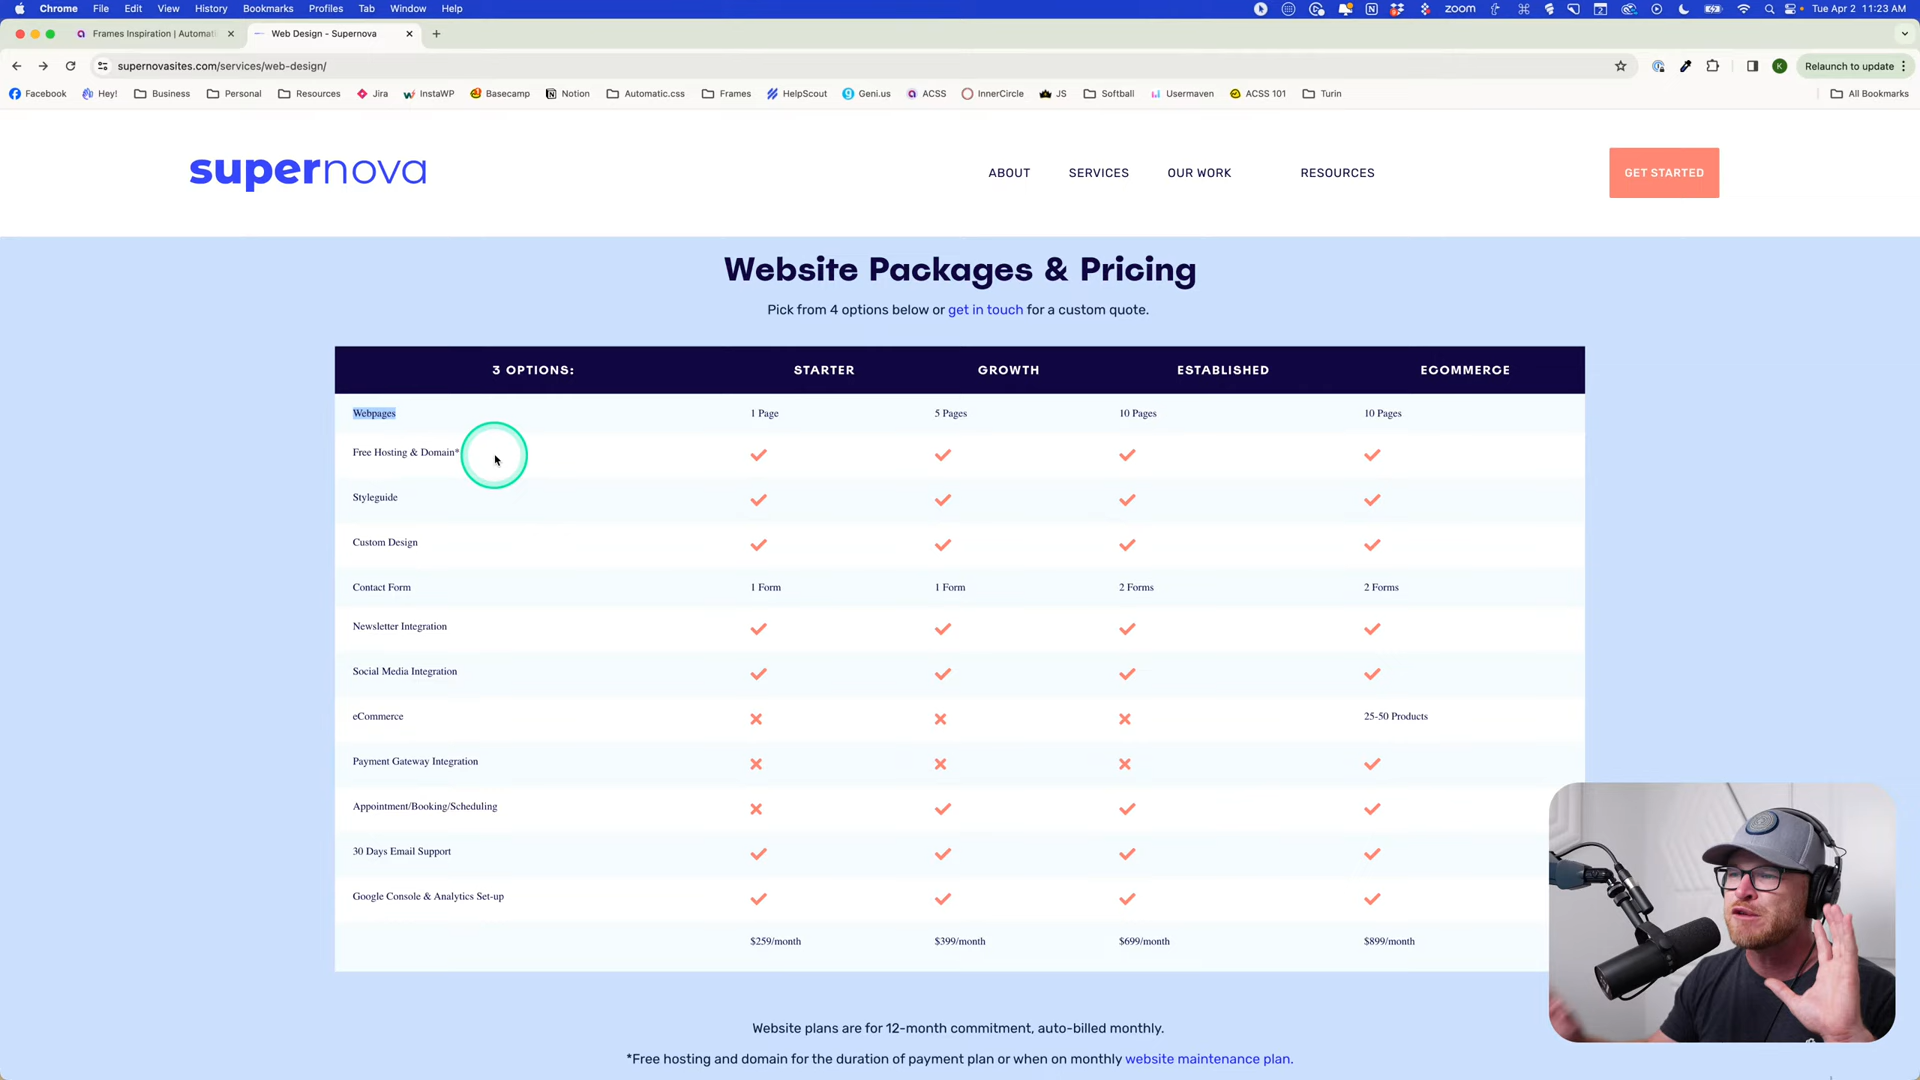 Chrome File Edit View History Bookmarks Profiles Tab Window Help zoom Tue Apr 2 11:23 AM
Frames Inspiration | Automati Web Design - Supernova
supernovasites.com/services/web-design/ K Relaunch to update
Facebook Hey! Business Personal Resources Jira InstaWP Basecamp Notion Automatic.css Frames HelpScout Geni.us ACSS InnerCircle JS Softball Usermaven ACSS 101 Turin All Bookmarks
supernova ABOUT SERVICES OUR WORK RESOURCES GET STARTED
Website Packages & Pricing
Pick from 4 options below or get in touch for a custom quote.
3 OPTIONS: STARTER GROWTH ESTABLISHED ECOMMERCE
Webpages 1 Page 5 Pages 10 Pages 10 Pages
Free Hosting & Domain*
Styleguide
Custom Design
Contact Form 1 Form 1 Form 2 Forms 2 Forms
Newsletter Integration
Social Media Integration
eCommerce 25-50 Products
Payment Gateway Integration
Appointment/Booking/Scheduling
30 Days Email Support
Google Console & Analytics Set-up
$259/month $399/month $699/month $899/month
Website plans are for 12-month commitment, auto-billed monthly.
*Free hosting and domain for the duration of payment plan or when on monthly website maintenance plan.